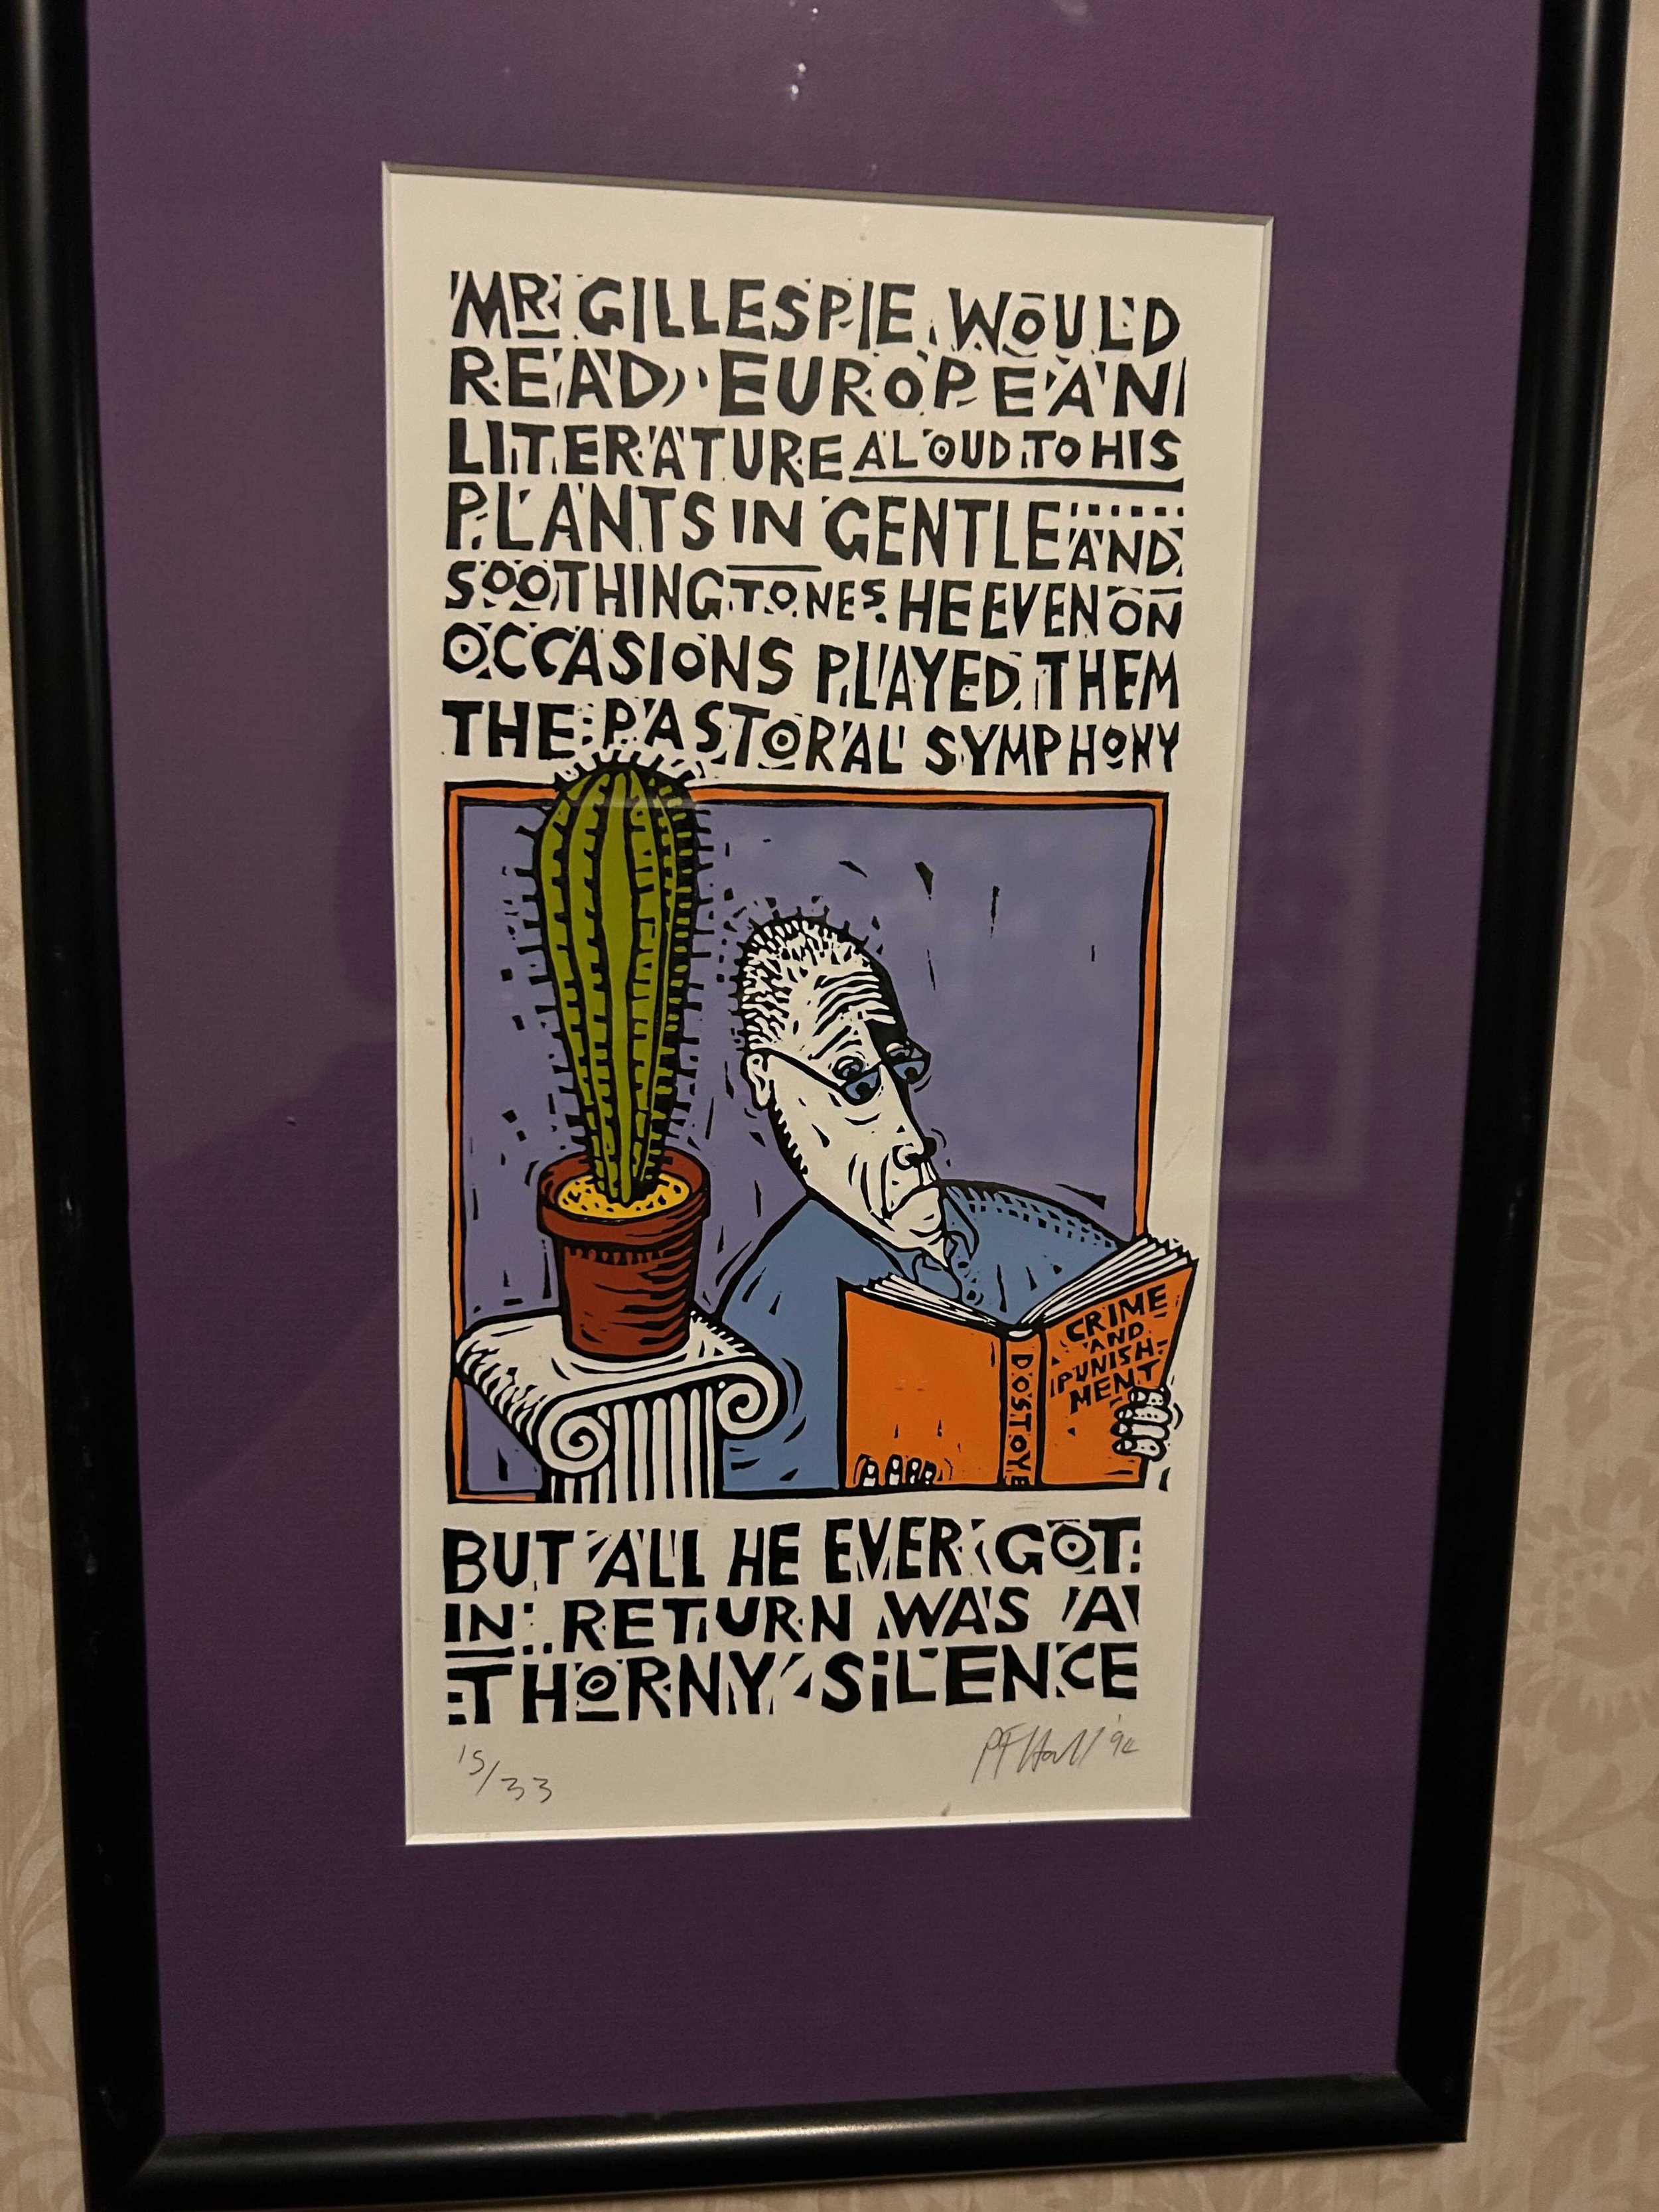 MR GILLESPIE WOULD
READ EUROPEAN
LITERATURE ALOUD TO HIS
PLANTS IN GENTLE AND
SOOTHING TONES. HE EVEN ON
OCCASIONS PLAYED THEM
THE PASTORAL SYMPHONY
CRIME
AND
PUNISH-
MENT
DOSTOYE
BUT ALL HE EVER GOT
IN RETURN WAS A
THORNY SILENCE
15/33